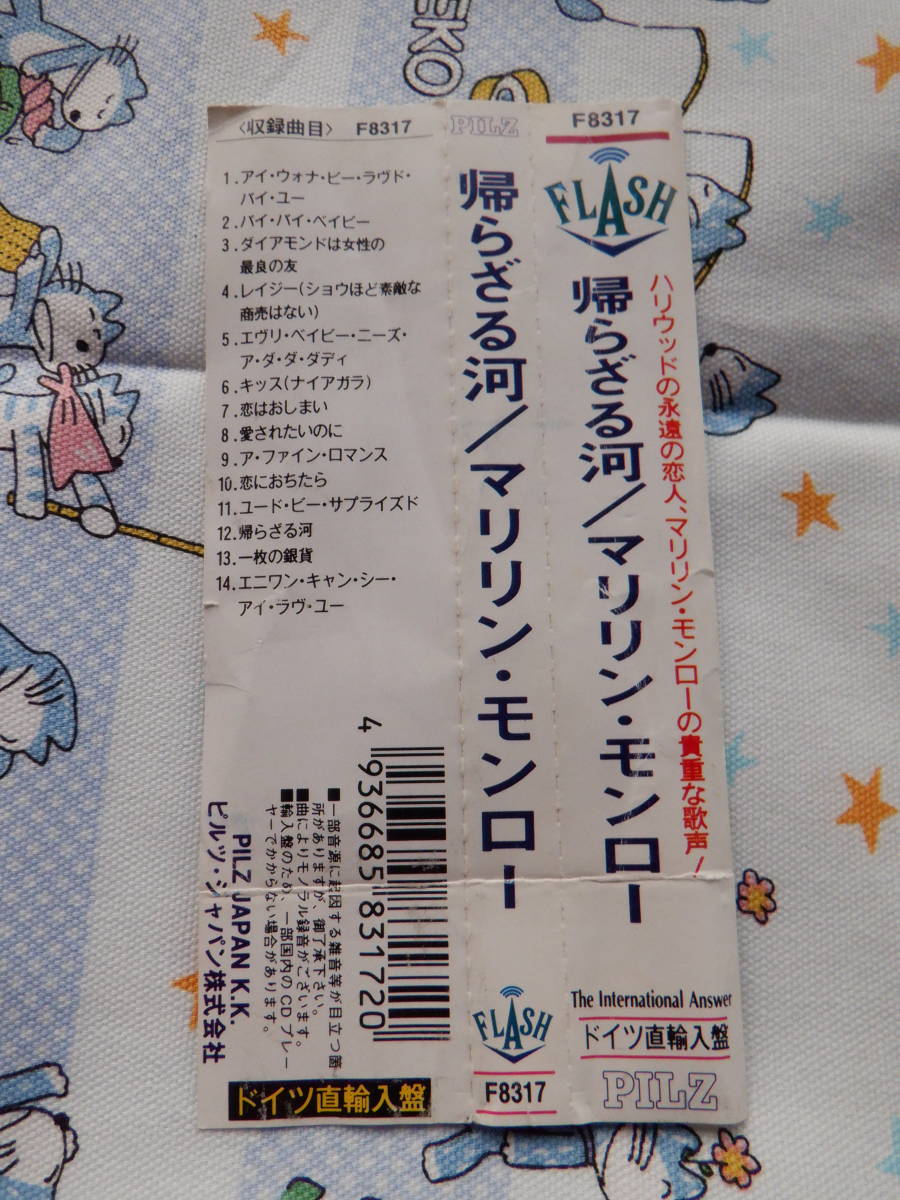 EKO
〈収録曲目〉 F8317
1.アイ・ウォナ・ビー・ラヴド・
バイ・ユー
2.バイ・バイ・ベイビー
3.ダイアモンドは女性の
最良の友
4.レイジー(ショウほど素敵な
商売はない)
5.エヴリ・ベイビー・ニーズ・
ア・ダ・ダ・ダディ
6.キッス(ナイアガラ)
7.恋はおしまい
8.愛されたいのに
9.ア・ファイン・ロマンス
10.恋におちたら
11.ユード・ビー・サプライズド
12.帰らざる河
13.一枚の銀貨
14.エニワン・キャン・シー・
アイ・ラヴ・ユー
4936685831720
■一部音源に起因する雑音等が目立つ箇
所がありますが、御了承下さい。
■曲によりモノラル録音がございます。
■輸入盤のため、一部国内のCDプレー
ヤーでかからない場合があります。
PILZ JAPAN K.K.
ピルツ・ジャパン株式会社
ドイツ直輸入盤
PILZ
帰らざる河/マリリン・モンロー
FLASH
F8317
F8317
FLASH
ハリウッドの永遠の恋人、マリリン・モンローの貴重な歌声!
帰らざる河/マリリン・モンロー
The International Answer
ドイツ直輸入盤
PILZ